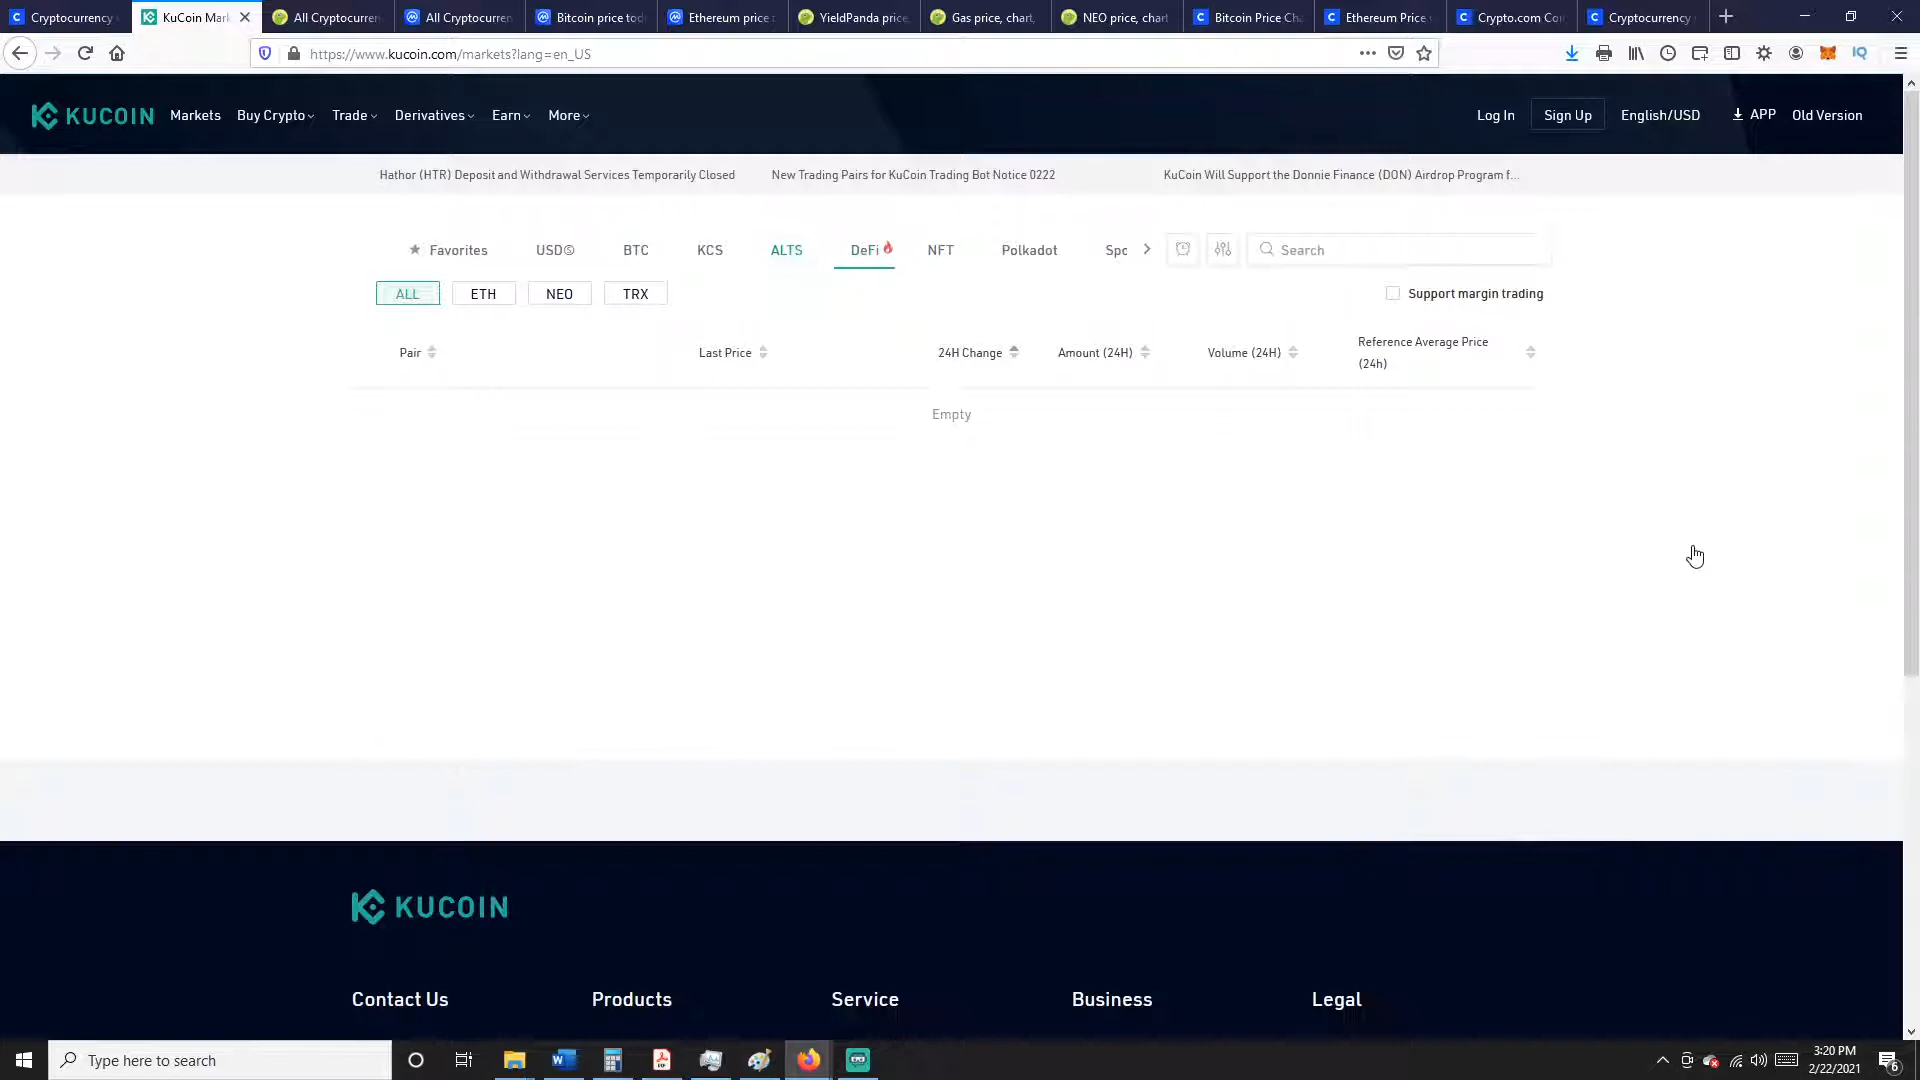 Cryptocurrency
KuCoin Mark
All Cryptocurren
All Cryptocurren
Bitcoin price tod
Ethereum price t
YieldPanda price,
Gas price, chart,
NEO price, chart
Bitcoin Price Cha
Ethereum Price
Crypto.com Coi
Cryptocurrency
https://www.kucoin.com/markets?lang=en_US
IQ
KUCOIN
Markets
Buy Crypto
Trade
Derivatives
Earn
More
Log In
Sign Up
English/USD
APP
Old Version
Hathor (HTR) Deposit and Withdrawal Services Temporarily Closed
New Trading Pairs for KuCoin Trading Bot Notice 0222
KuCoin Will Support the Donnie Finance (DON) Airdrop Program f...
Favorites
USDⓈ
BTC
KCS
ALTS
DeFi
NFT
Polkadot
Spo
Search
ALL
ETH
NEO
TRX
Support margin trading
Pair
Last Price
24H Change
Amount (24H)
Volume (24H)
Reference Average Price
(24h)
Empty
KUCOIN
Contact Us
Products
Service
Business
Legal
Type here to search
3:20 PM
2/22/2021
6